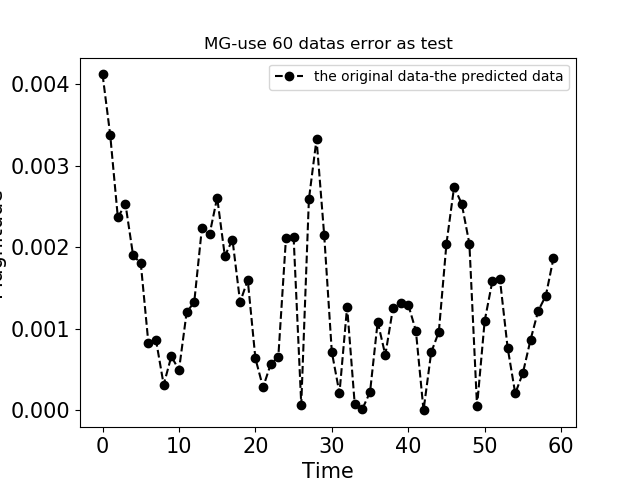 MG-use 60 datas error as test
the original data-the predicted data
0.004
0.003
0.002
0.001
0.000
0 10 20 30 40 50 60
Time